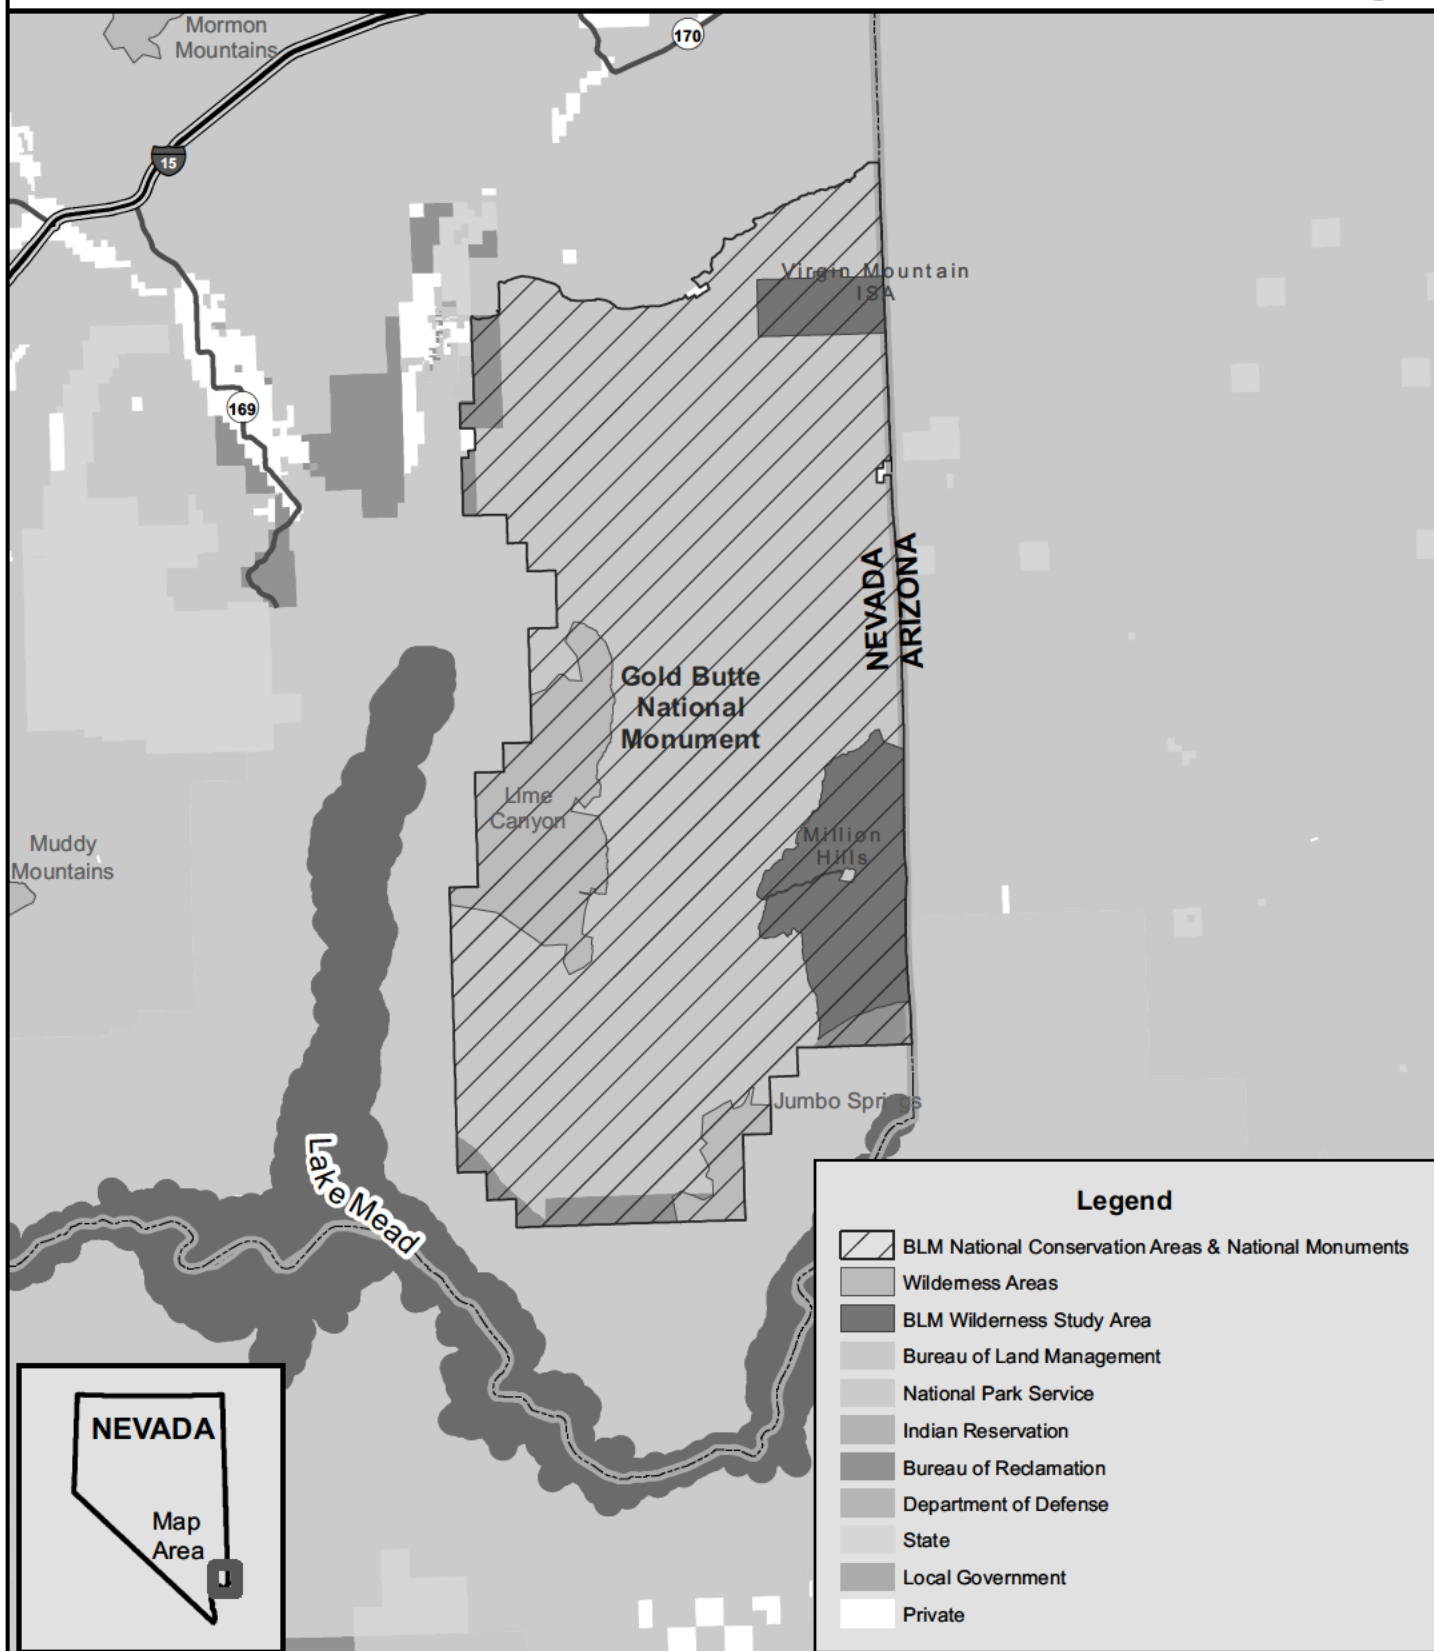 Mormon
Mountains
170
15
Virgin Mountain
ISA
169
NEVADA
ARIZONA
Gold Butte
National
Monument
Lime
Canyon
Million
Hills
Muddy
Mountains
Jumbo Springs
Lake Mead
Legend
BLM National Conservation Areas & National Monuments
Wilderness Areas
BLM Wilderness Study Area
Bureau of Land Management
National Park Service
Indian Reservation
Bureau of Reclamation
Department of Defense
State
Local Government
Private
NEVADA
Map
Area